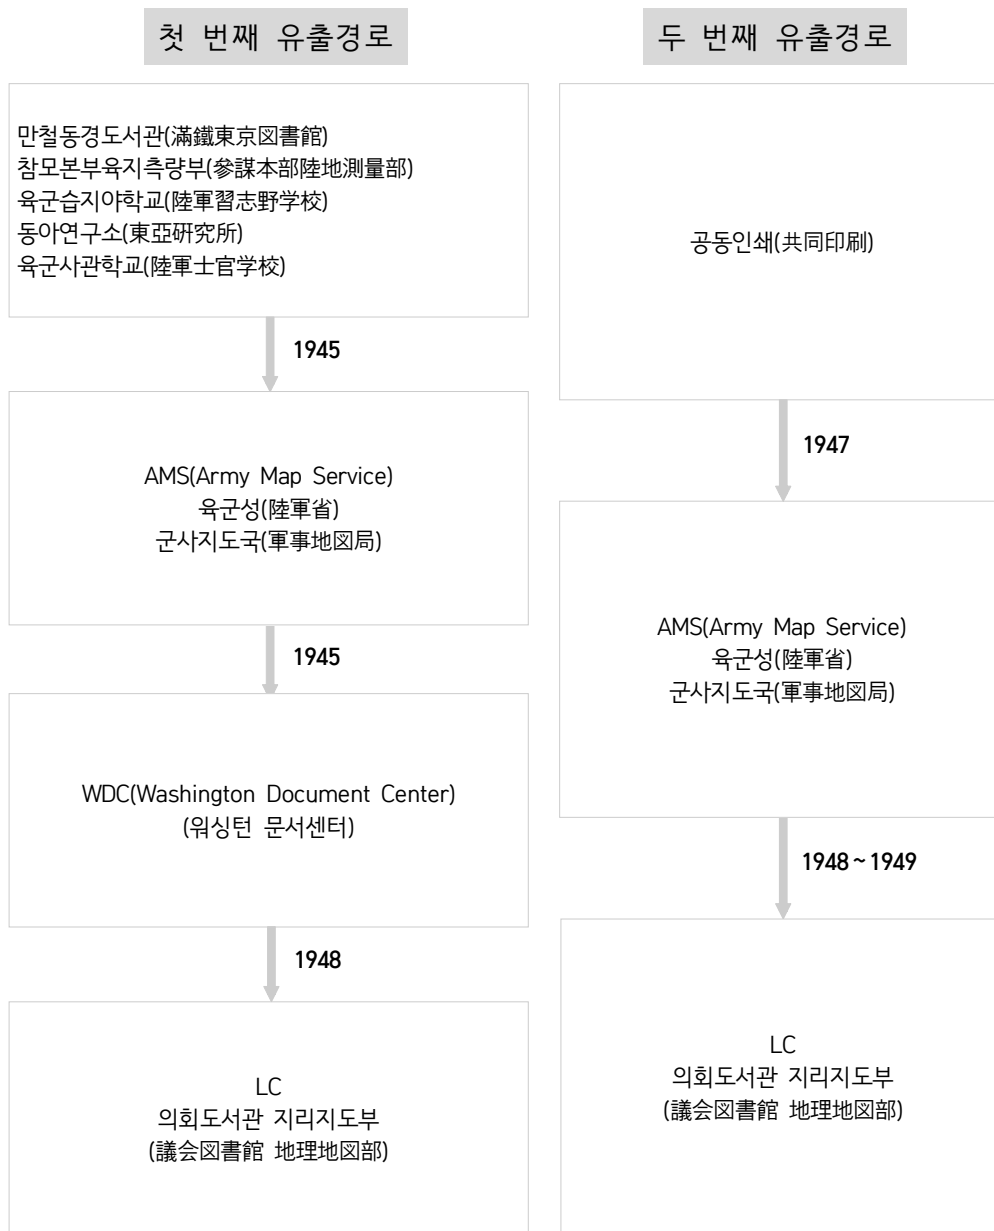 첫 번째 유출경로
만철동경도서관(滿鐵東京図書館)
참모본부육지측량부(參謀本部陸地測量部)
육군습지야학교(陸軍習志野学校)
동아연구소(東亞硏究所)
육군사관학교(陸軍士官学校)
1945
AMS(Army Map Service)
육군성(陸軍省)
군사지도국(軍事地図局)
1945
WDC(Washington Document Center)
(워싱턴 문서센터)
1948
LC
의회도서관 지리지도부
(議会図書館 地理地図部)
두 번째 유출경로
공동인쇄(共同印刷)
1947
AMS(Army Map Service)
육군성(陸軍省)
군사지도국(軍事地図局)
1948~1949
LC
의회도서관 지리지도부
(議会図書館 地理地図部)